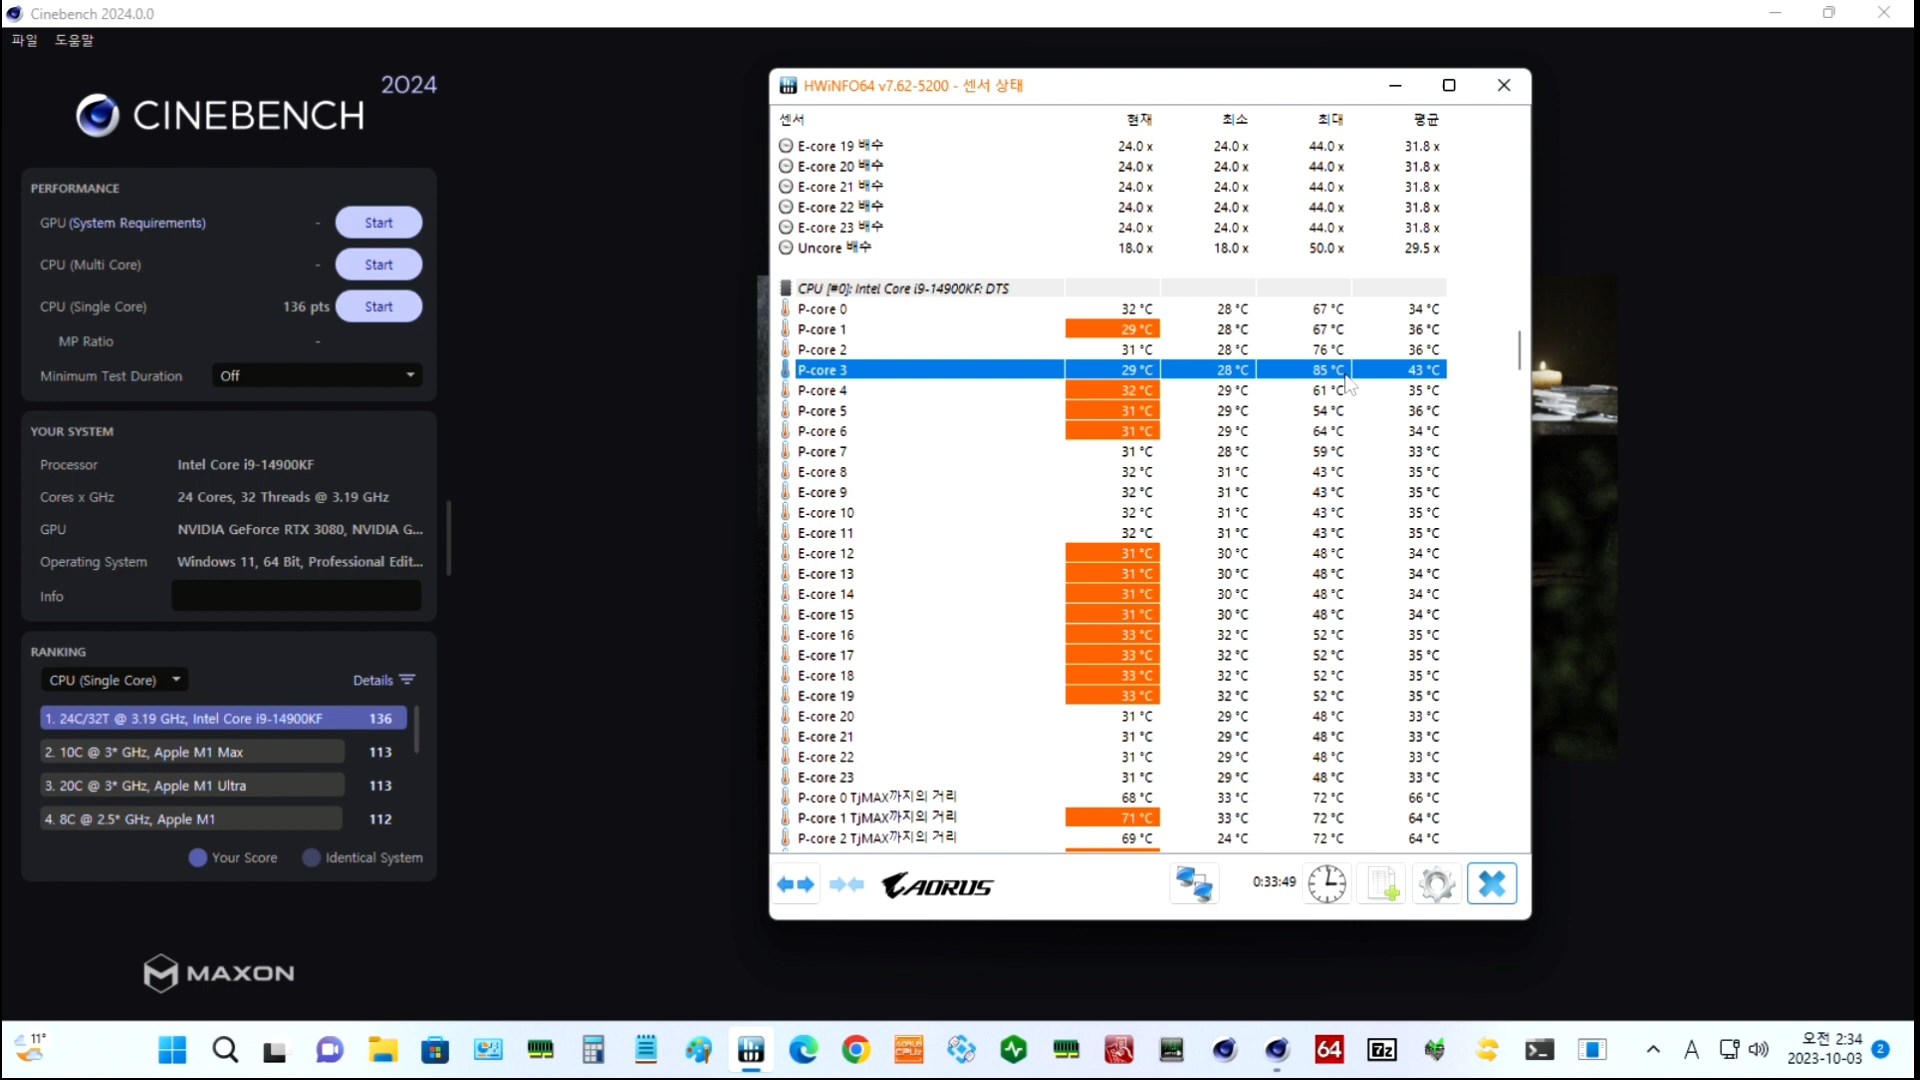 Cinebench 2024.0.0
파일 도움말
2024
CINEBENCH
PERFORMANCE
GPU (System Requirements) - Start
CPU (Multi Core) - Start
CPU (Single Core) 136 pts Start
MP Ratio -
Minimum Test Duration Off
YOUR SYSTEM
Processor Intel Core i9-14900KF
Cores x GHz 24 Cores, 32 Threads @ 3.19 GHz
GPU NVIDIA GeForce RTX 3080, NVIDIA G...
Operating System Windows 11, 64 Bit, Professional Edit...
Info
RANKING
CPU (Single Core) Details
1. 24C/32T @ 3.19 GHz, Intel Core i9-14900KF 136
2. 10C @ 3* GHz, Apple M1 Max 113
3. 20C @ 3* GHz, Apple M1 Ultra 113
4. 8C @ 2.5* GHz, Apple M1 112
Your Score Identical System
MAXON
HWiNFO64 v7.62-5200 - 센서 상태
센서 현재 최소 최대 평균
E-core 19 배수 24.0 x 24.0 x 44.0 x 31.8 x
E-core 20 배수 24.0 x 24.0 x 44.0 x 31.8 x
E-core 21 배수 24.0 x 24.0 x 44.0 x 31.8 x
E-core 22 배수 24.0 x 24.0 x 44.0 x 31.8 x
E-core 23 배수 24.0 x 24.0 x 44.0 x 31.8 x
Uncore 배수 18.0 x 18.0 x 50.0 x 29.5 x
CPU [#0]: Intel Core i9-14900KF: DTS
P-core 0 32 °C 28 °C 67 °C 34 °C
P-core 1 29 °C 28 °C 67 °C 36 °C
P-core 2 31 °C 28 °C 76 °C 36 °C
P-core 3 29 °C 28 °C 85 °C 43 °C
P-core 4 32 °C 29 °C 61 °C 35 °C
P-core 5 31 °C 29 °C 54 °C 36 °C
P-core 6 31 °C 29 °C 64 °C 34 °C
P-core 7 31 °C 28 °C 59 °C 33 °C
E-core 8 32 °C 31 °C 43 °C 35 °C
E-core 9 32 °C 31 °C 43 °C 35 °C
E-core 10 32 °C 31 °C 43 °C 35 °C
E-core 11 32 °C 31 °C 43 °C 35 °C
E-core 12 31 °C 30 °C 48 °C 34 °C
E-core 13 31 °C 30 °C 48 °C 34 °C
E-core 14 31 °C 30 °C 48 °C 34 °C
E-core 15 31 °C 30 °C 48 °C 34 °C
E-core 16 33 °C 32 °C 52 °C 35 °C
E-core 17 33 °C 32 °C 52 °C 35 °C
E-core 18 33 °C 32 °C 52 °C 35 °C
E-core 19 33 °C 32 °C 52 °C 35 °C
E-core 20 31 °C 29 °C 48 °C 33 °C
E-core 21 31 °C 29 °C 48 °C 33 °C
E-core 22 31 °C 29 °C 48 °C 33 °C
E-core 23 31 °C 29 °C 48 °C 33 °C
P-core 0 TjMAX까지의 거리 68 °C 33 °C 72 °C 66 °C
P-core 1 TjMAX까지의 거리 71 °C 33 °C 72 °C 64 °C
P-core 2 TjMAX까지의 거리 69 °C 24 °C 72 °C 64 °C
AORUS 0:33:49
11° 64 7z A 오전 2:34
2023-10-03 2